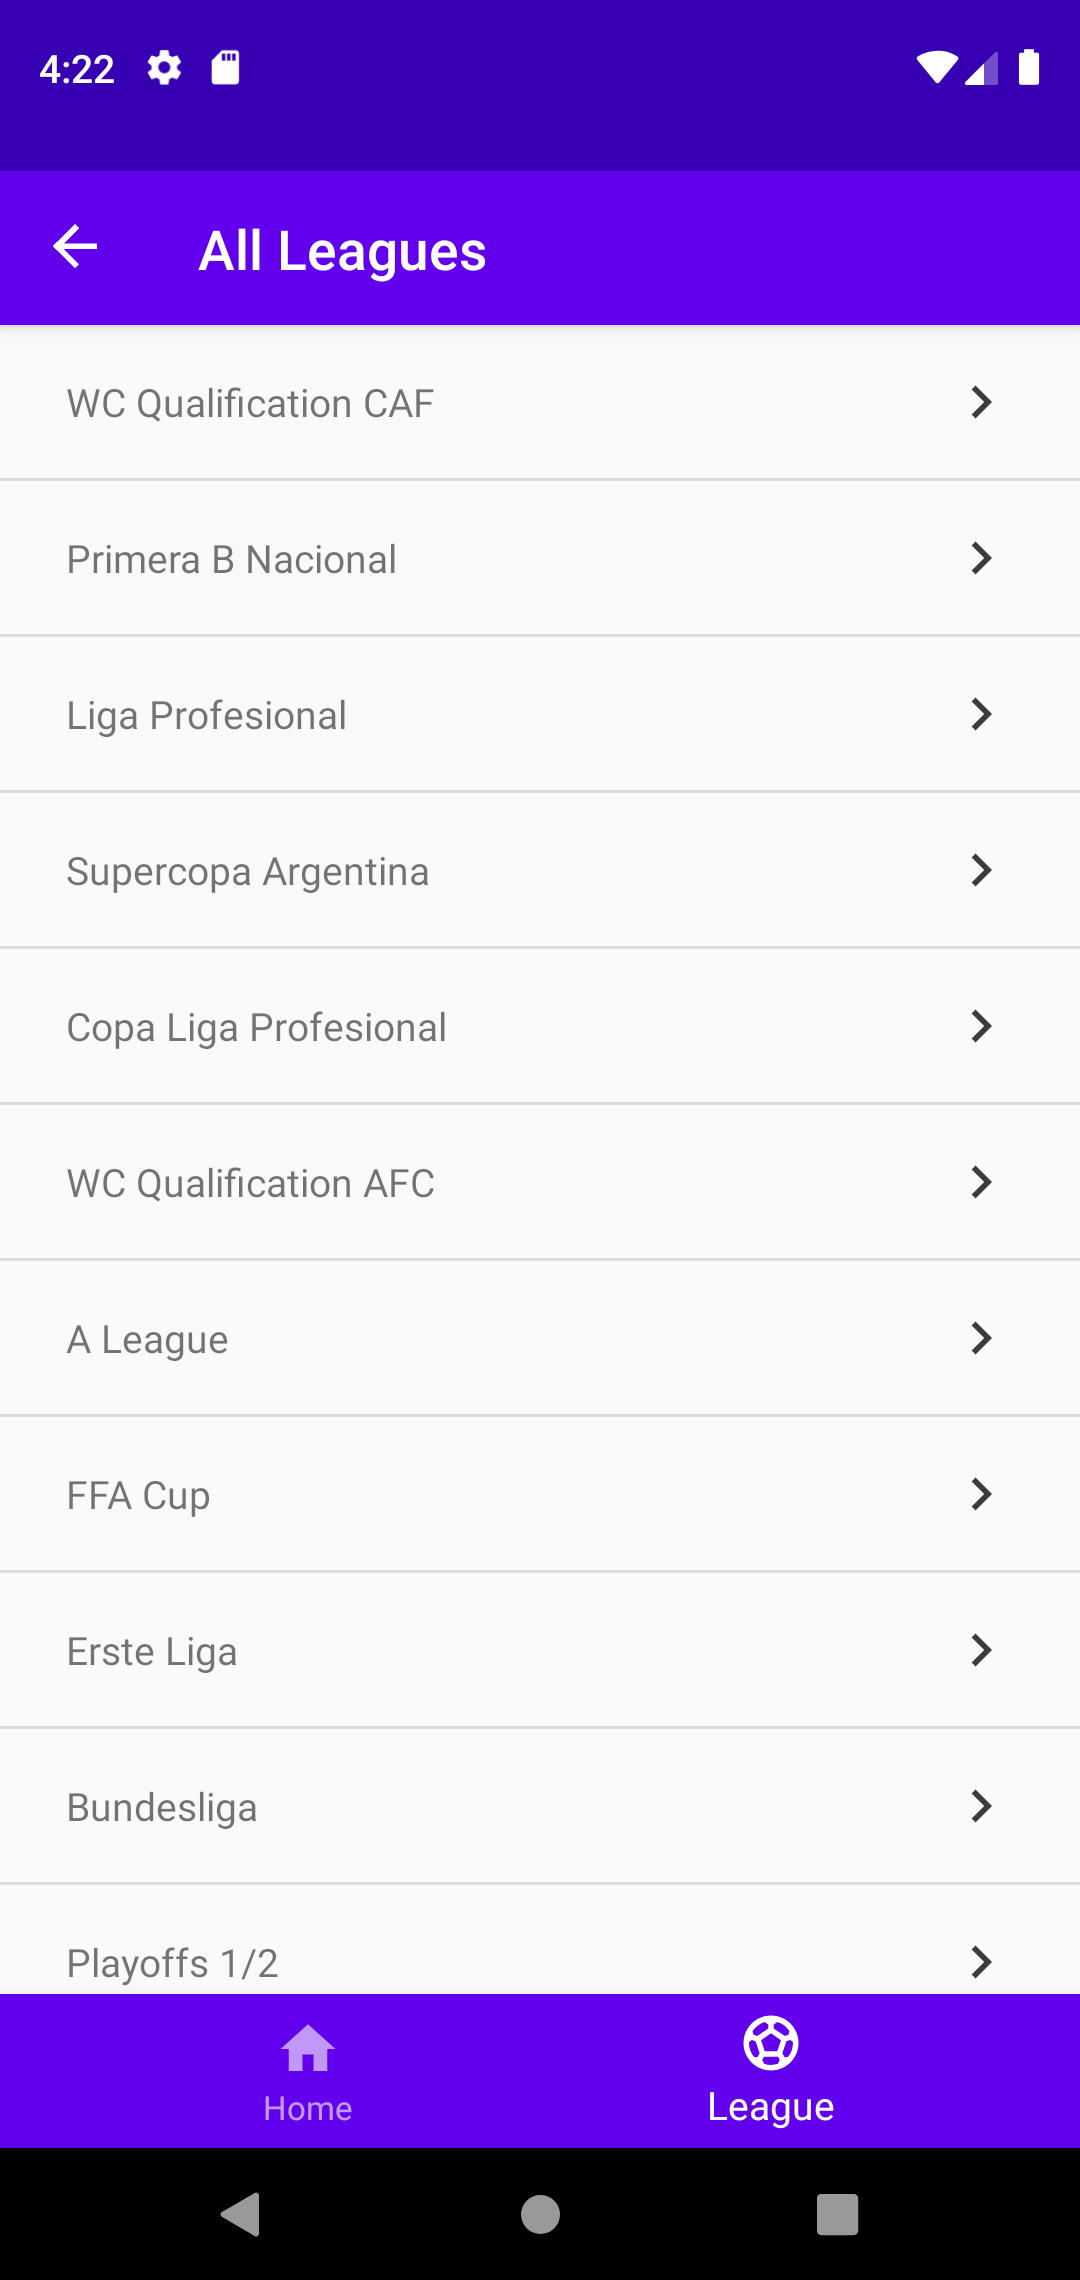 4:22
All Leagues
WC Qualification CAF
Primera B Nacional
Liga Profesional
Supercopa Argentina
Copa Liga Profesional
WC Qualification AFC
A League
FFA Cup
Erste Liga
Bundesliga
Playoffs 1/2
Home
League